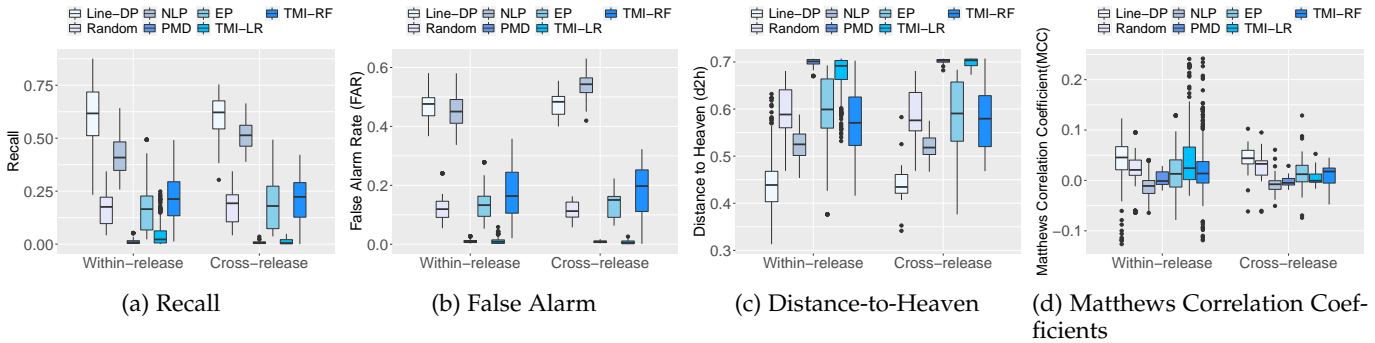 Line−DP NLP EP TMI−RF
Random PMD TMI−LR
Recall
0.75
0.50
0.25
0.00
Within−release Cross−release
(a) Recall
Line−DP NLP EP TMI−RF
Random PMD TMI−LR
False Alarm Rate (FAR)
0.6
0.4
0.2
0.0
Within−release Cross−release
(b) False Alarm
Line−DP NLP EP TMI−RF
Random PMD TMI−LR
Distance to Heaven (d2h)
0.7
0.6
0.5
0.4
0.3
Within−release Cross−release
(c) Distance-to-Heaven
Line−DP NLP EP TMI−RF
Random PMD TMI−LR
Matthews Correlation Coefficient(MCC)
0.2
0.1
0.0
−0.1
Within−release Cross−release
(d) Matthews Correlation Coef-
ficients